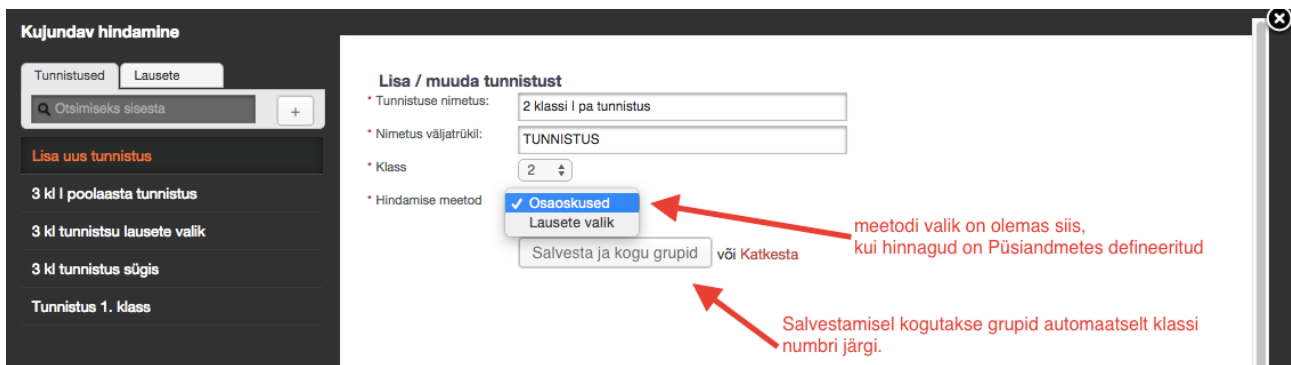 Kujundav hindamine
Tunnistused
Lausete
Otsimiseks sisesta
+
Lisa uus tunnistus
3 kl I poolaasta tunnistus
3 kl tunnistsu lausete valik
3 kl tunnistus sügis
Tunnistus 1. klass
Lisa / muuda tunnistust
* Tunnistuse nimetus:
2 klassi I pa tunnistus
* Nimetus väljatrükil:
TUNNISTUS
* Klass
2
* Hindamise meetod
✓ Osaoskused
Lausete valik
Salvesta ja kogu grupid või Katkesta
meetodi valik on olemas siis,
kui hinnagud on Püsiandmetes defineeritud
Salvestamisel kogutakse grupid automaatselt klassi
numbri järgi.